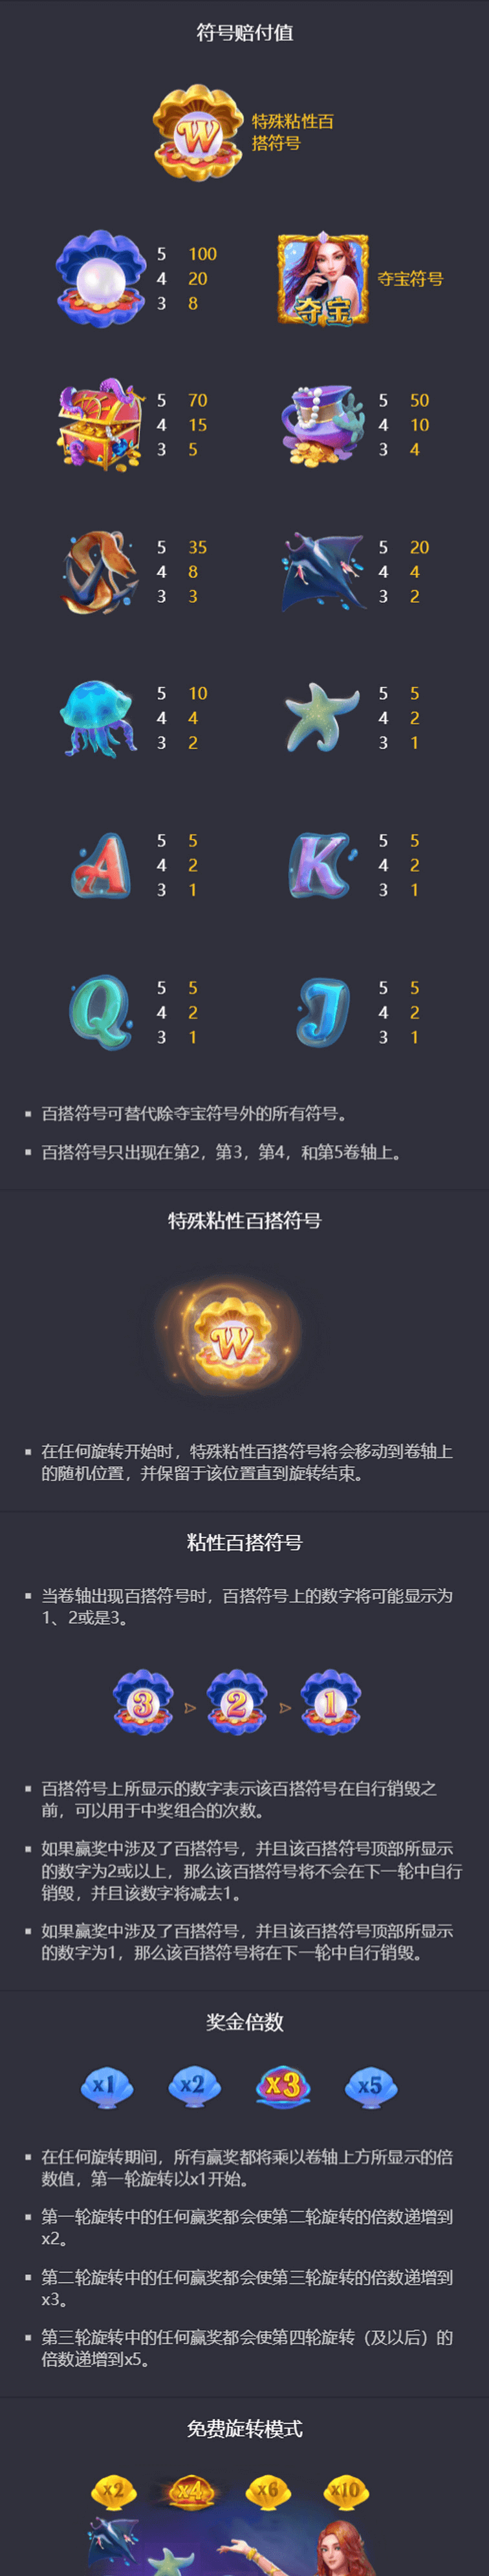 符号赔付值
W
特殊粘性百
搭符号
5 100
4 20
3 8
夺宝
夺宝符号
5 70
4 15
3 5
5 50
4 10
3 4
5 35
4 8
3 3
5 20
4 4
3 2
5 10
4 4
3 2
5 5
4 2
3 1
A
5 5
4 2
3 1
K
5 5
4 2
3 1
Q
5 5
4 2
3 1
J
5 5
4 2
3 1
▪ 百搭符号可替代除夺宝符号外的所有符号。
▪ 百搭符号只出现在第2，第3，第4，和第5卷轴上。
特殊粘性百搭符号
W
▪ 在任何旋转开始时，特殊粘性百搭符号将会移动到卷轴上
的随机位置，并保留于该位置直到旋转结束。
粘性百搭符号
▪ 当卷轴出现百搭符号时，百搭符号上的数字将可能显示为
1、2或是3。
3 2 1
▪ 百搭符号上所显示的数字表示该百搭符号在自行销毁之
前，可以用于中奖组合的次数。
▪ 如果赢奖中涉及了百搭符号，并且该百搭符号顶部所显示
的数字为2或以上，那么该百搭符号将不会在下一轮中自行
销毁，并且该数字将减去1。
▪ 如果赢奖中涉及了百搭符号，并且该百搭符号顶部所显示
的数字为1，那么该百搭符号将在下一轮中自行销毁。
奖金倍数
x1 x2 x3 x5
▪ 在任何旋转期间，所有赢奖都将乘以卷轴上方所显示的倍
数值，第一轮旋转以x1开始。
▪ 第一轮旋转中的任何赢奖都会使第二轮旋转的倍数递增到
x2。
▪ 第二轮旋转中的任何赢奖都会使第三轮旋转的倍数递增到
x3。
▪ 第三轮旋转中的任何赢奖都会使第四轮旋转（及以后）的
倍数递增到x5。
免费旋转模式
x2 x4 x6 x10